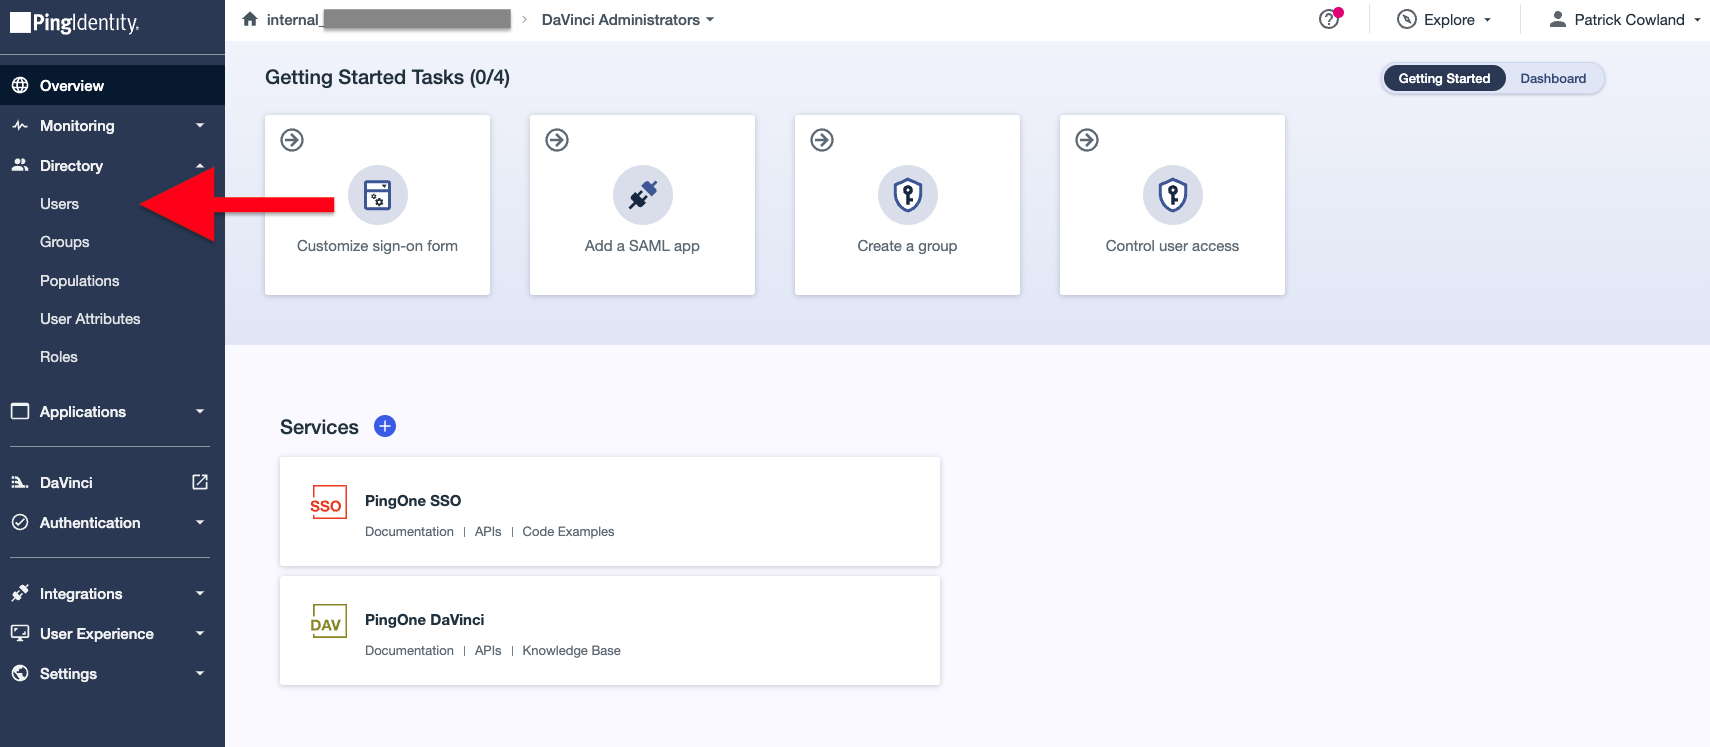 PingIdentity.
internal_
DaVinci Administrators
Explore
Patrick Cowland
Overview
Monitoring
Directory
Users
Groups
Populations
User Attributes
Roles
Applications
DaVinci
Authentication
Integrations
User Experience
Settings
Getting Started Tasks (0/4)
Getting Started
Dashboard
Customize sign-on form
Add a SAML app
Create a group
Control user access
Services
SSO
PingOne SSO
Documentation | APIs | Code Examples
DAV
PingOne DaVinci
Documentation | APIs | Knowledge Base